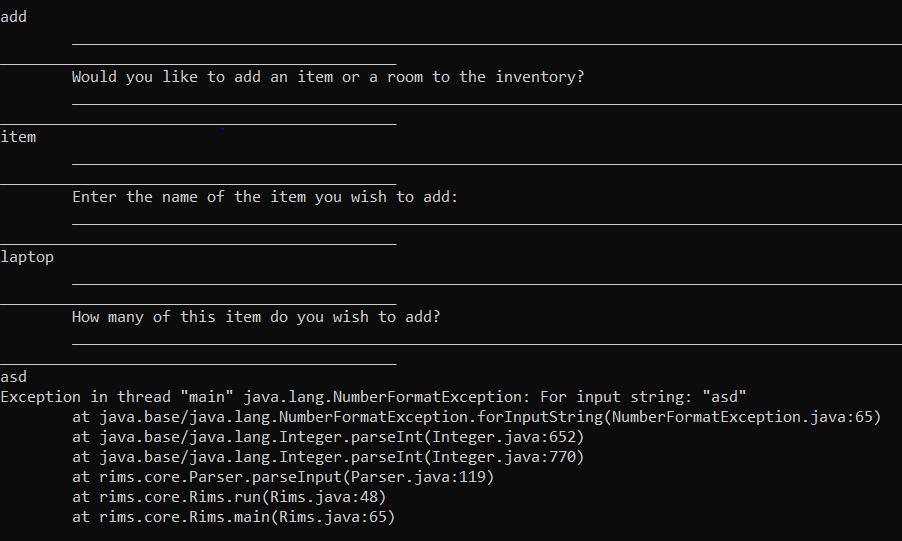 add
Would you like to add an item or a room to the inventory?
item
Enter the name of the item you wish to add:
laptop
How many of this item do you wish to add?
asd
Exception in thread "main" java.lang.NumberFormatException: For input string: "asd"
at java.base/java.lang.NumberFormatException.forInputString(NumberFormatException.java:65)
at java.base/java.lang.Integer.parseInt(Integer.java:652)
at java.base/java.lang.Integer.parseInt(Integer.java:770)
at rims.core.Parser.parseInput(Parser.java:119)
at rims.core.Rims.run(Rims.java:48)
at rims.core.Rims.main(Rims.java:65)